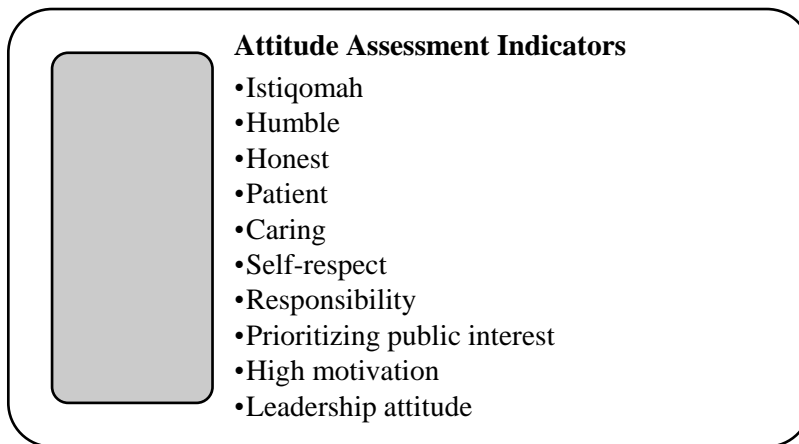 Attitude Assessment Indicators
•Istiqomah
•Humble
•Honest
•Patient
•Caring
•Self-respect
•Responsibility
•Prioritizing public interest
•High motivation
•Leadership attitude